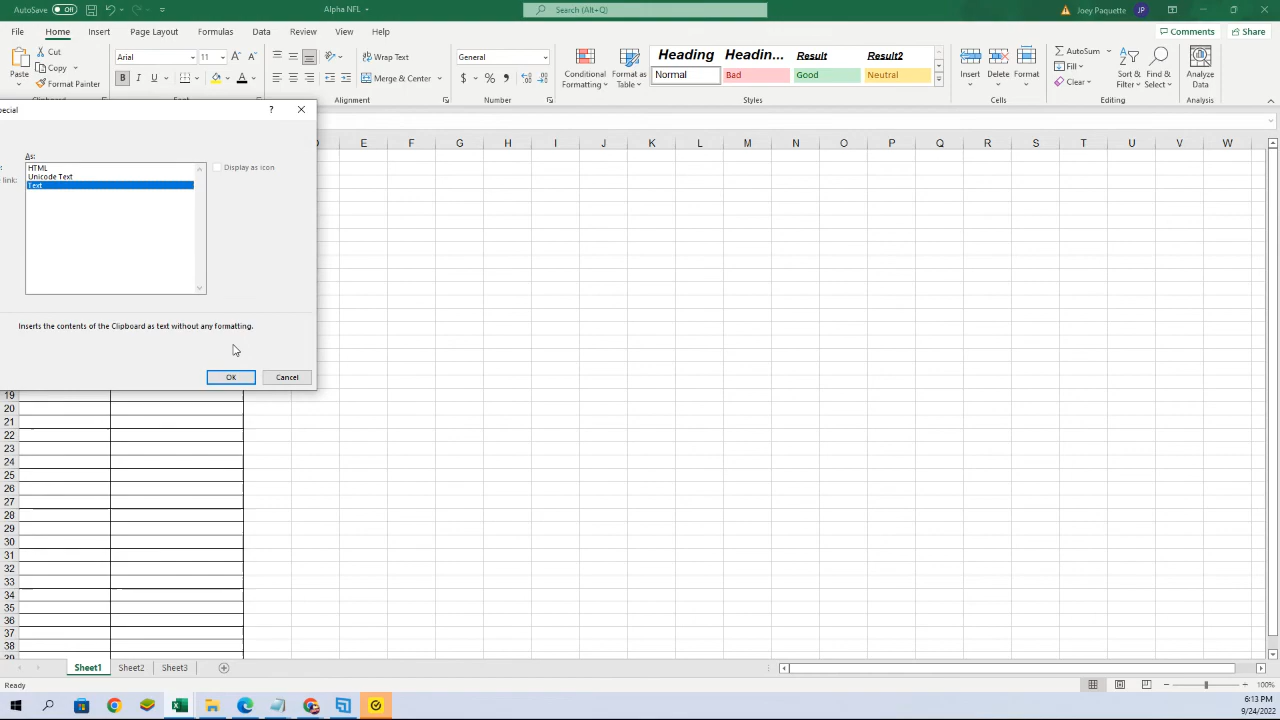 AutoSave Off Alpha NFL Search (Alt+Q) Joey Paquette JP
File Home Insert Page Layout Formulas Data Review View Help Comments Share
Paste Cut Copy Format Painter
Arial 11 B I U A
Wrap Text Merge & Center
General $ % ,
Conditional Formatting Format as Table
Heading Headin... Result Result2
Normal Bad Good Neutral
Insert Delete Format
AutoSum Fill Clear
Sort & Filter Find & Select
Analyze Data
Font Alignment Number Styles Cells Editing Analysis
ecial ?
As:
link:
HTML
Unicode Text
Text
Display as icon
Inserts the contents of the Clipboard as text without any formatting.
OK Cancel
E F G H I J K L M N O P Q R S T U V W
19
20
21
22
23
24
25
26
27
28
29
30
31
32
33
34
35
36
37
38
Sheet1 Sheet2 Sheet3
Ready 100%
6:13 PM
9/24/2022